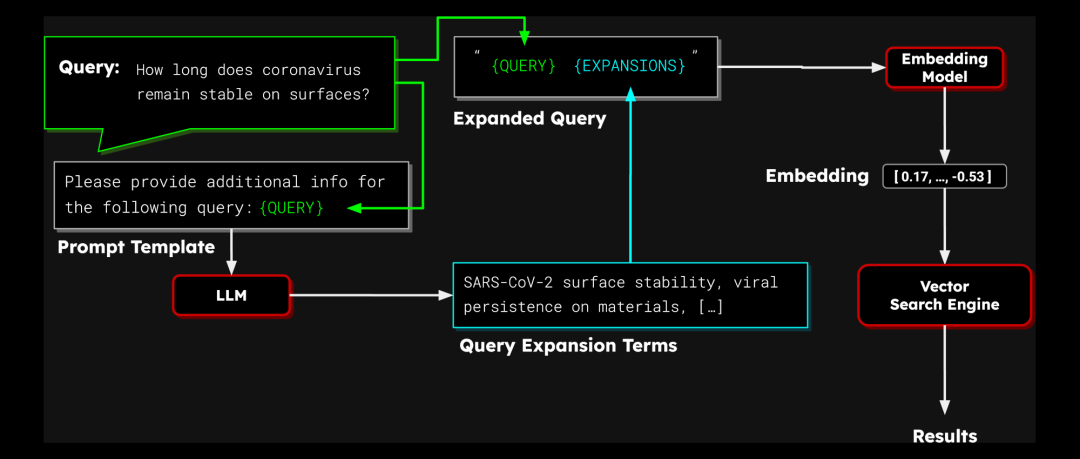 Query: How long does coronavirus
remain stable on surfaces?
Please provide additional info for
the following query: {QUERY}
Prompt Template
LLM
SARS-CoV-2 surface stability, viral
persistence on materials, […]
Query Expansion Terms
“ {QUERY} {EXPANSIONS} ”
Expanded Query
Embedding
Model
Embedding
[ 0.17, …, -0.53 ]
Vector
Search Engine
Results